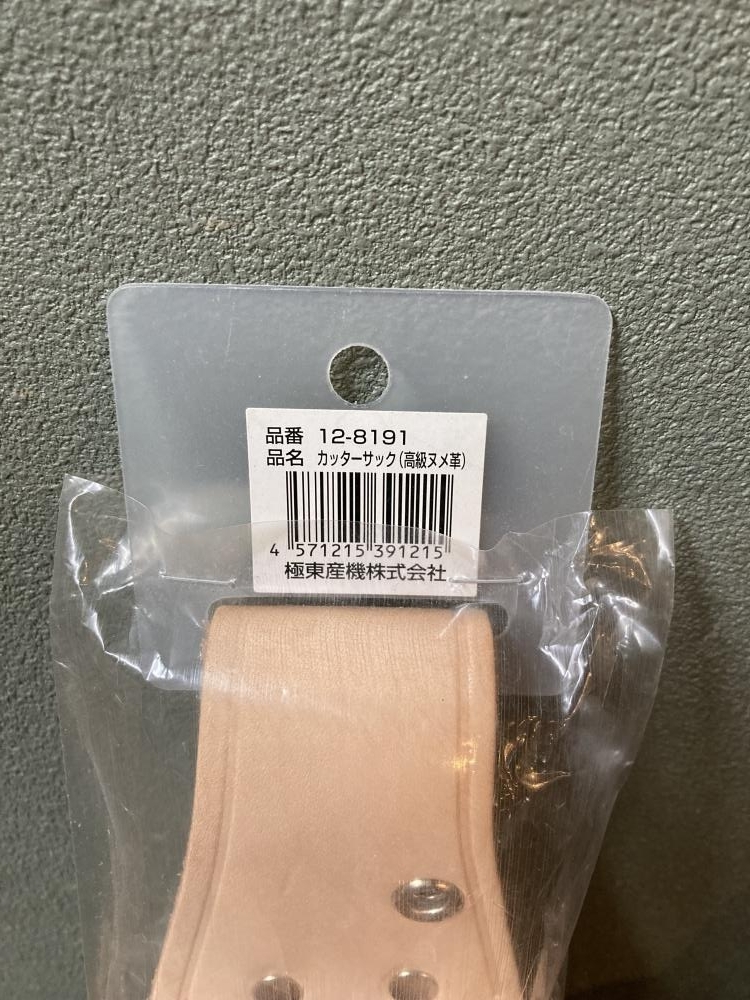 品番 12-8191
品名 カッターサック(高級ヌメ革)
4 571215 391215
極東産機株式会社